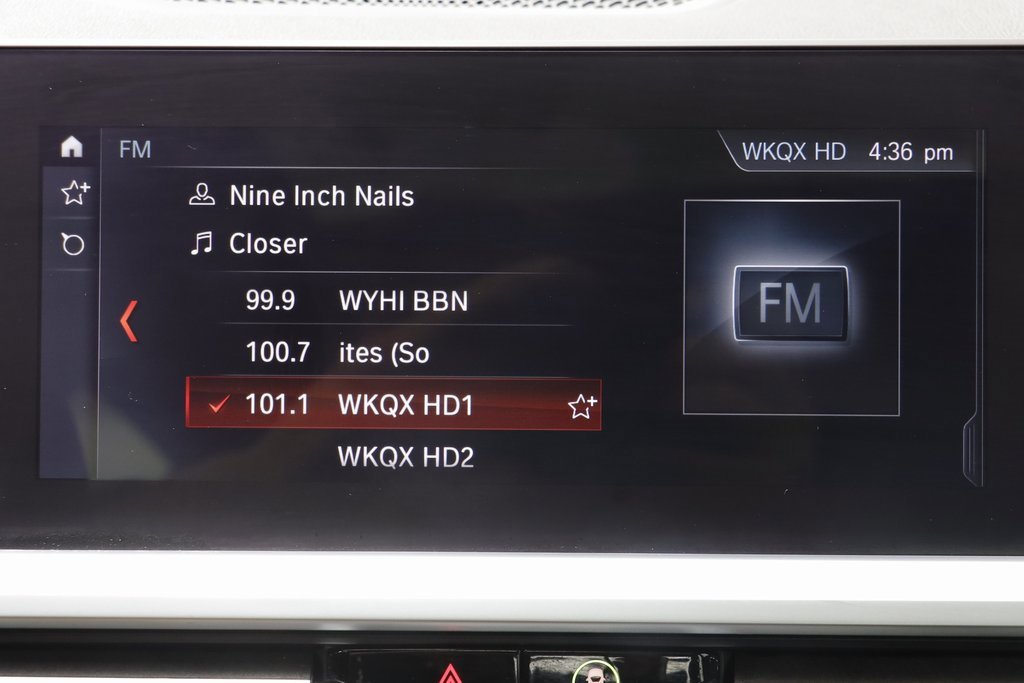 FM
WKQX HD 4:36 pm
Nine Inch Nails
Closer
99.9 WYHI BBN
100.7 ites (So
101.1 WKQX HD1
WKQX HD2
FM